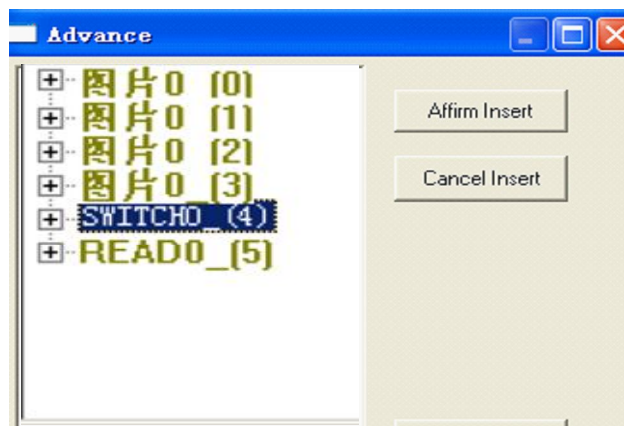 Advance
图片0_(0)
图片0_(1)
图片0_(2)
图片0_(3)
SWITCH0_(4)
READ0_(5)
Affirm Insert
Cancel Insert